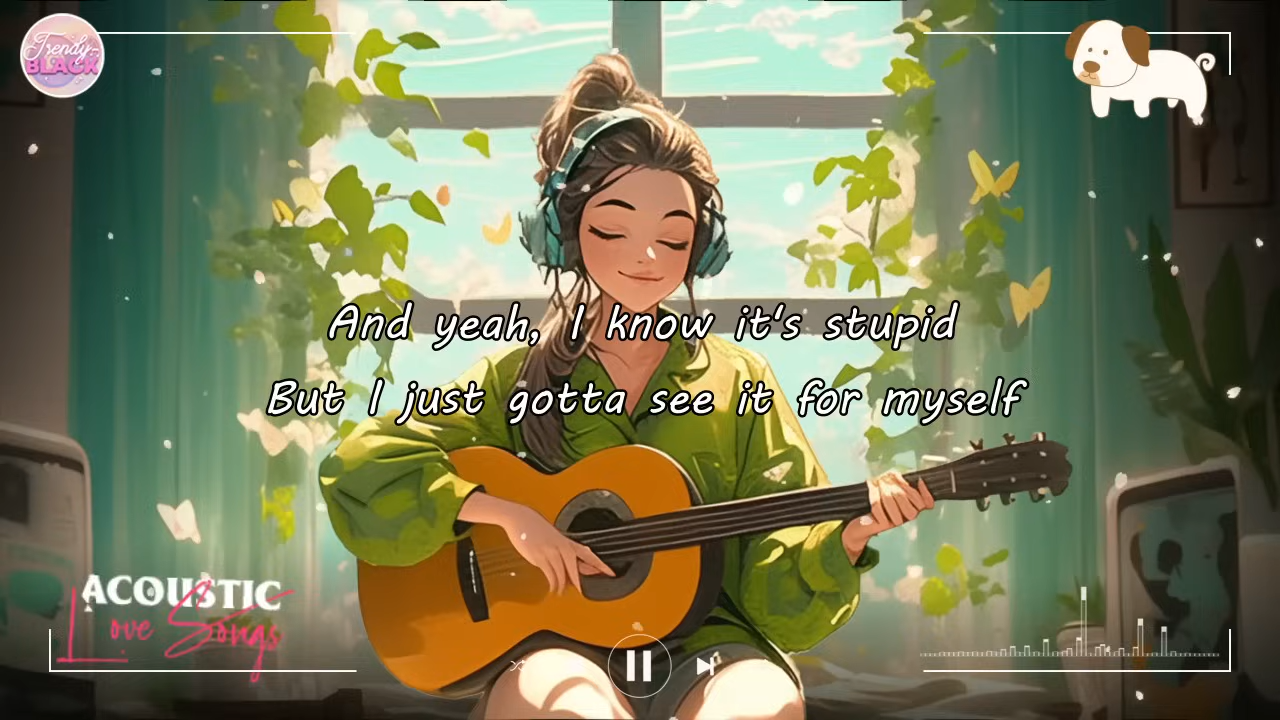 Trendy
BLACK
And yeah, I know it's stupid
But I just gotta see it for myself
ACOUSTIC
Love Songs